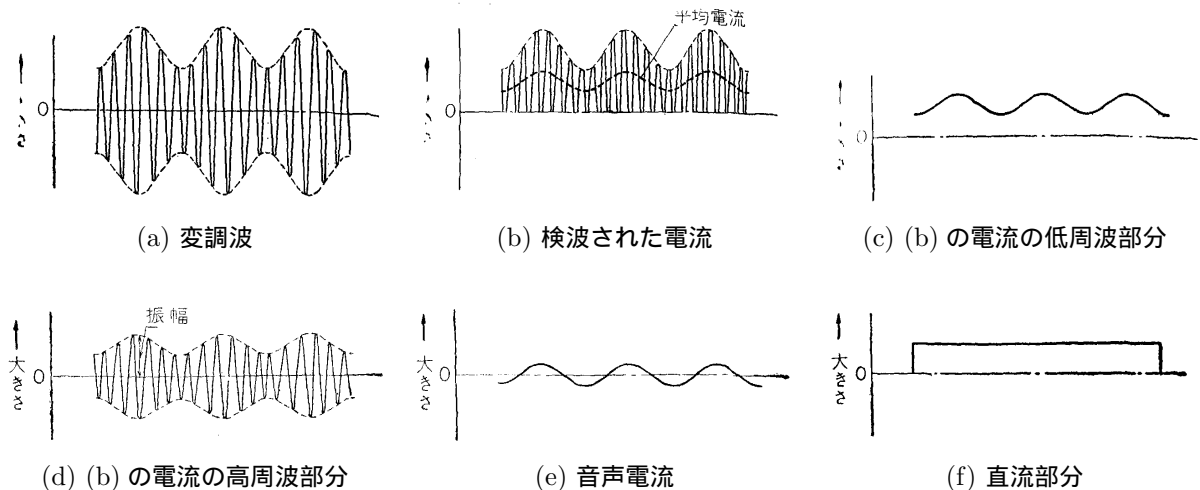 平均電流
0
0
0
(a) 変調波
(b) 検波された電流
(c) (b) の電流の低周波部分
振幅
大きさ
0
大きさ
0
大きさ
0
(d) (b) の電流の高周波部分
(e) 音声電流
(f) 直流部分